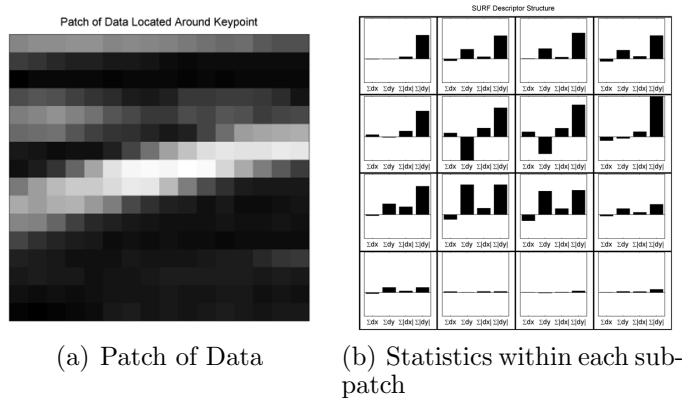 Patch of Data Located Around Keypoint
SURF Descriptor Structure
Σdx Σdy Σ|dx| Σ|dy| Σdx Σdy Σ|dx| Σ|dy| Σdx Σdy Σ|dx| Σ|dy| Σdx Σdy Σ|dx| Σ|dy|
Σdx Σdy Σ|dx| Σ|dy| Σdx Σdy Σ|dx| Σ|dy| Σdx Σdy Σ|dx| Σ|dy| Σdx Σdy Σ|dx| Σ|dy|
Σdx Σdy Σ|dx| Σ|dy| Σdx Σdy Σ|dx| Σ|dy| Σdx Σdy Σ|dx| Σ|dy| Σdx Σdy Σ|dx| Σ|dy|
Σdx Σdy Σ|dx| Σ|dy| Σdx Σdy Σ|dx| Σ|dy| Σdx Σdy Σ|dx| Σ|dy| Σdx Σdy Σ|dx| Σ|dy|
(a) Patch of Data
(b) Statistics within each sub-
patch